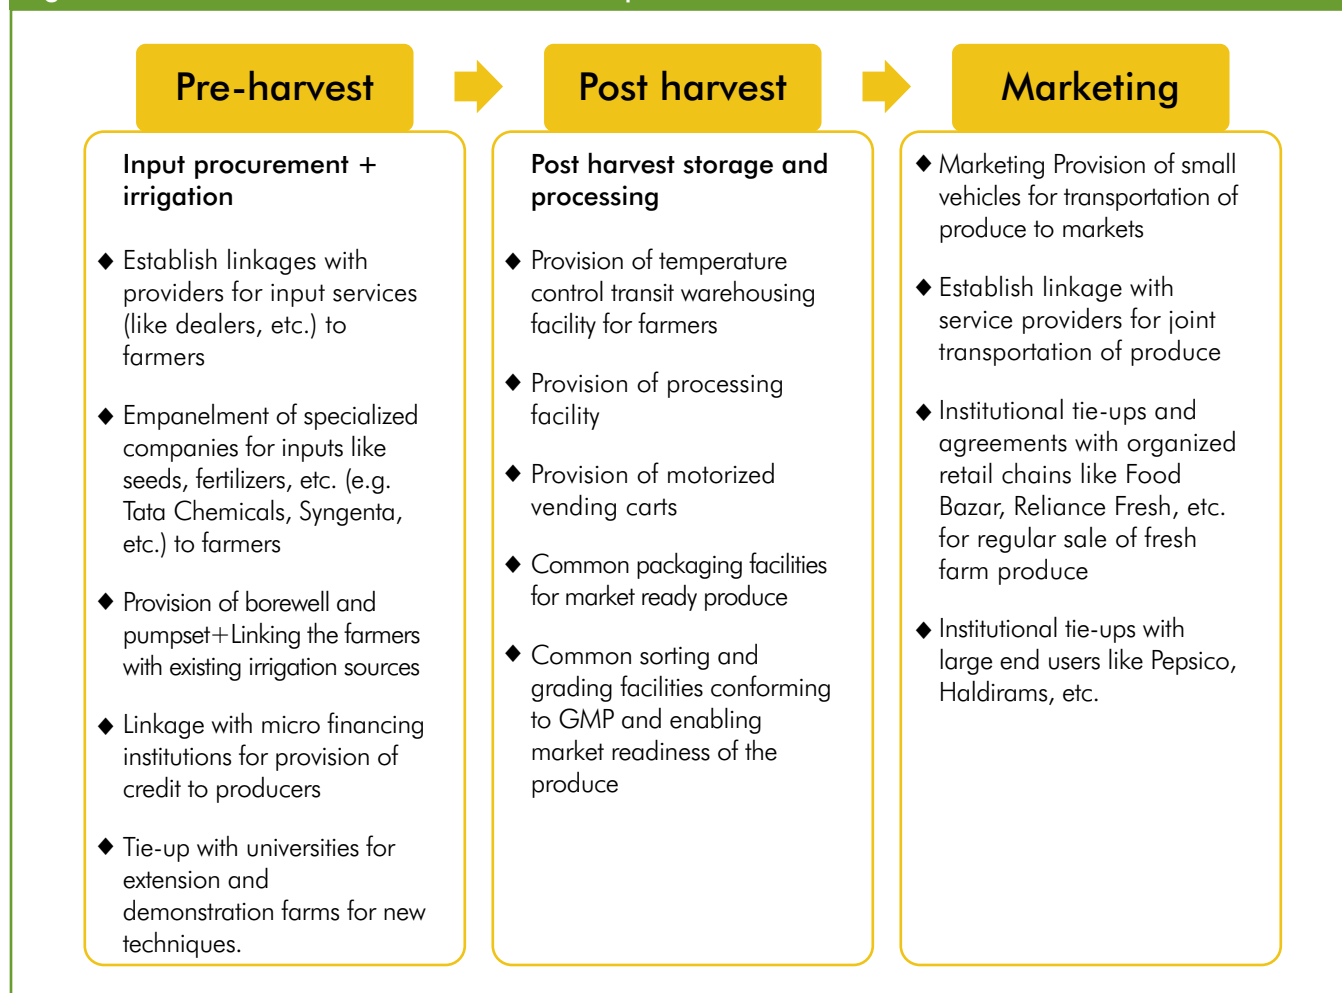 Pre-harvest
Post harvest
Marketing
Input procurement +
irrigation
◆ Establish linkages with
providers for input services
(like dealers, etc.) to
farmers
◆ Empanelment of specialized
companies for inputs like
seeds, fertilizers, etc. (e.g.
Tata Chemicals, Syngenta,
etc.) to farmers
◆ Provision of borewell and
pumpset+Linking the farmers
with existing irrigation sources
◆ Linkage with micro financing
institutions for provision of
credit to producers
◆ Tie-up with universities for
extension and
demonstration farms for new
techniques.
Post harvest storage and
processing
◆ Provision of temperature
control transit warehousing
facility for farmers
◆ Provision of processing
facility
◆ Provision of motorized
vending carts
◆ Common packaging facilities
for market ready produce
◆ Common sorting and
grading facilities conforming
to GMP and enabling
market readiness of the
produce
◆ Marketing Provision of small
vehicles for transportation of
produce to markets
◆ Establish linkage with
service providers for joint
transportation of produce
◆ Institutional tie-ups and
agreements with organized
retail chains like Food
Bazar, Reliance Fresh, etc.
for regular sale of fresh
farm produce
◆ Institutional tie-ups with
large end users like Pepsico,
Haldirams, etc.